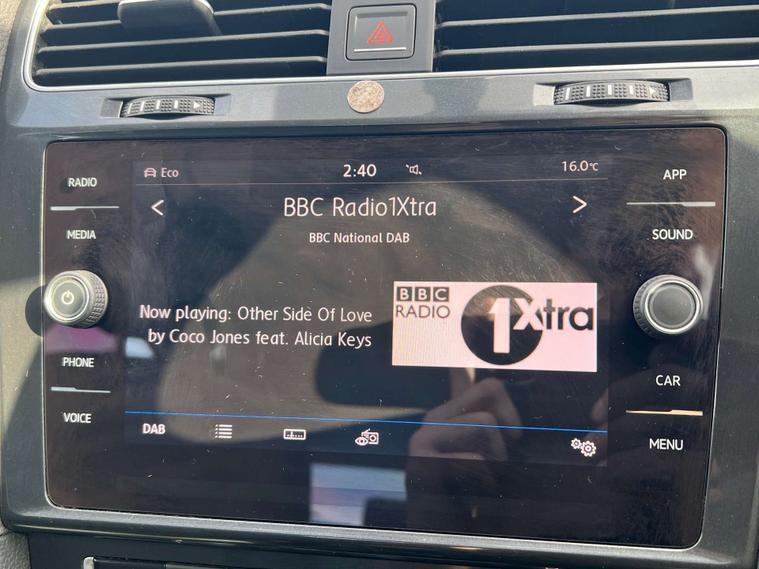 RADIO
MEDIA
PHONE
VOICE
Eco
2:40
16.0°C
< BBC Radio1Xtra >
BBC National DAB
Now playing: Other Side Of Love
by Coco Jones feat. Alicia Keys
BBC
RADIO
1Xtra
DAB
APP
SOUND
CAR
MENU